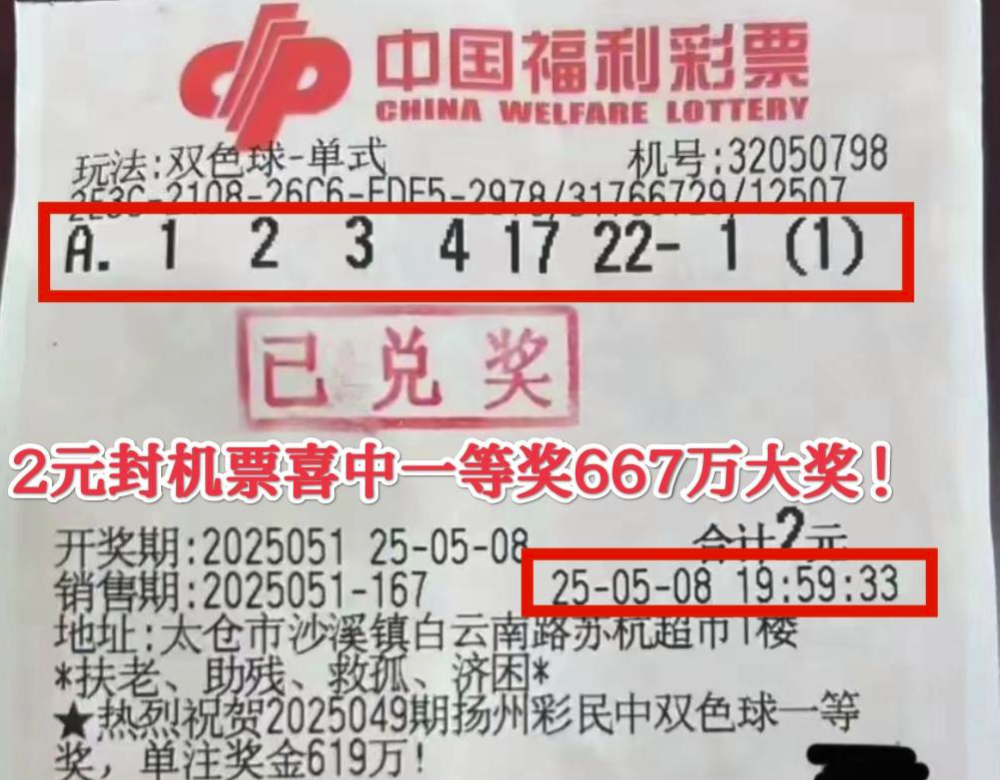 中国福利彩票
CHINA WELFARE LOTTERY
玩法:双色球-单式 机号:32050798
2E3C-2108-26C6-FDF5-2978/31766729/12507
A. 1 2 3 4 17 22- 1 (1)
已兑奖
2元封机票喜中一等奖667万大奖!
开奖期:2025051 25-05-08 合计2元
销售期:2025051-167 25-05-08 19:59:33
地址:太仓市沙溪镇白云南路苏杭超市1楼
*扶老、助残、救孤、济困*
★热烈祝贺2025049期扬州彩民中双色球一等
奖,单注奖金619万!